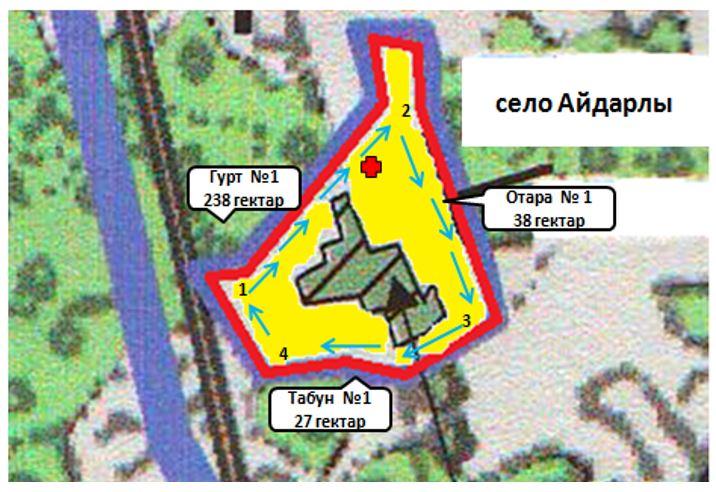 село Айдарлы
2
Гурт №1
238 гектар
Отара № 1
38 гектар
1
3
4
Табун №1
27 гектар